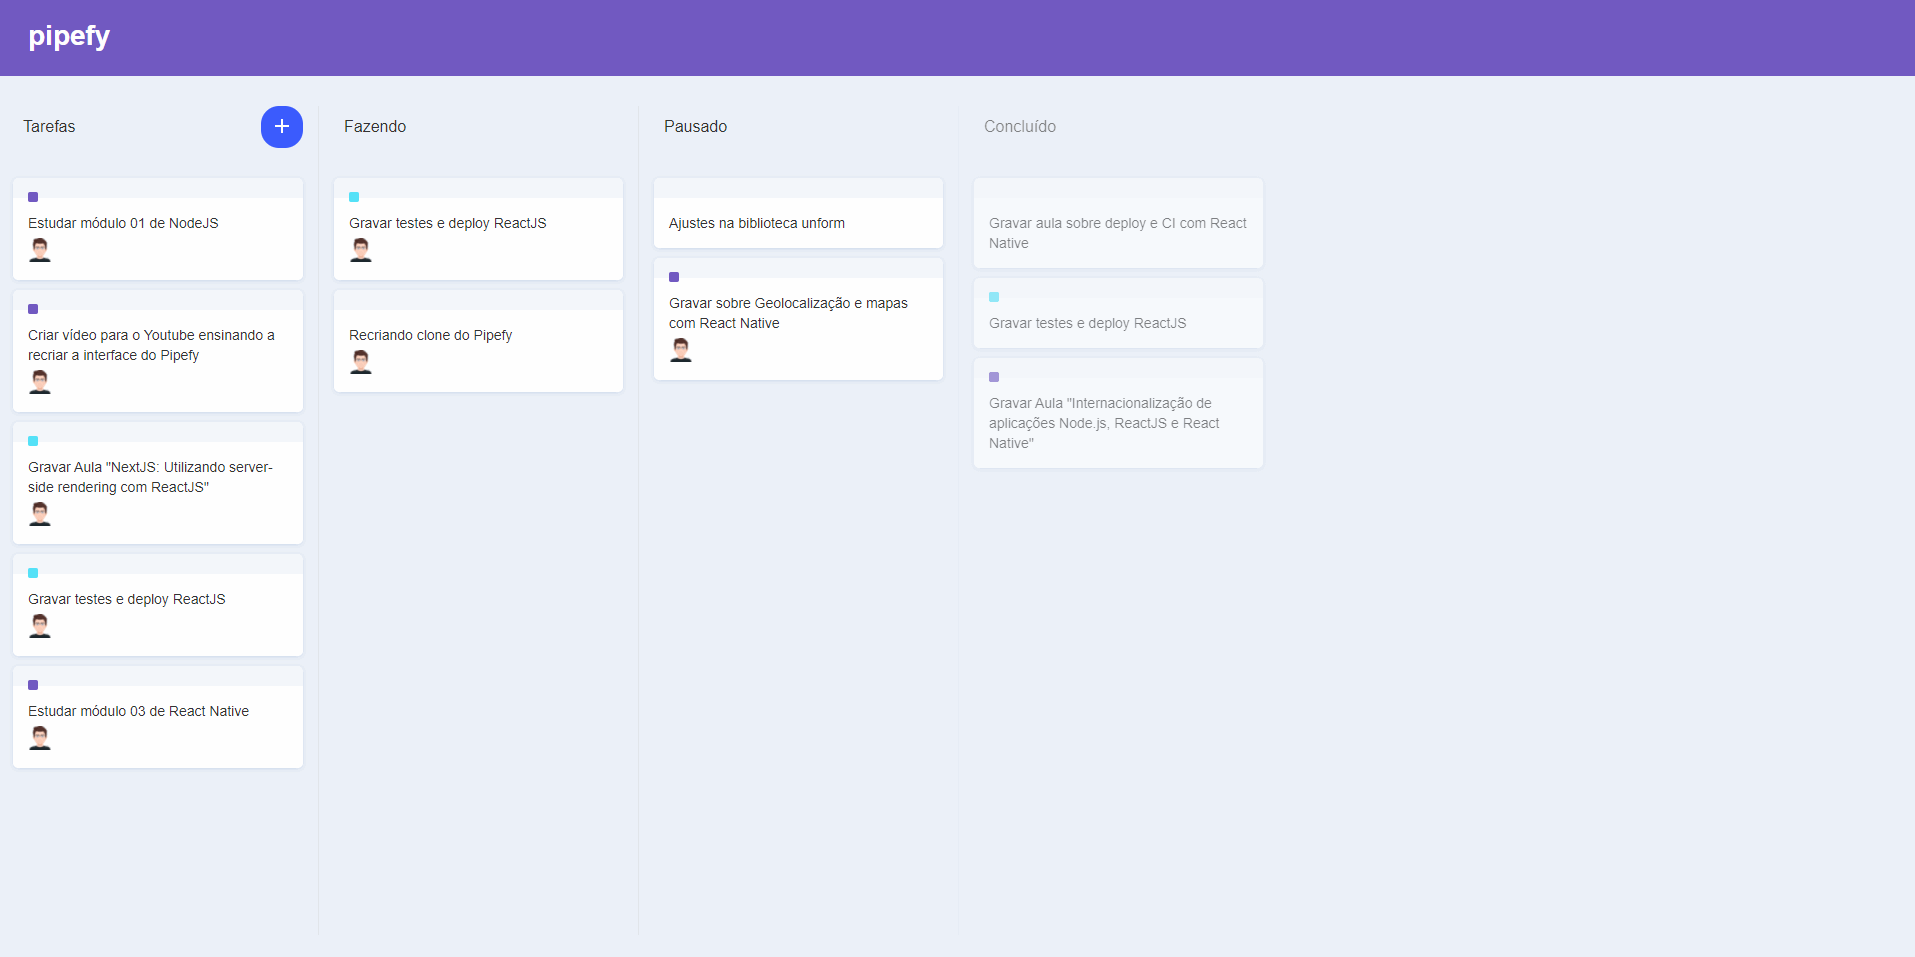 pipefy
Tarefas
Estudar módulo 01 de NodeJS
Criar vídeo para o Youtube ensinando a
recriar a interface do Pipefy
Gravar Aula "NextJS: Utilizando server-
side rendering com ReactJS"
Gravar testes e deploy ReactJS
Estudar módulo 03 de React Native
Fazendo
Gravar testes e deploy ReactJS
Recriando clone do Pipefy
Pausado
Ajustes na biblioteca unform
Gravar sobre Geolocalização e mapas
com React Native
Concluído
Gravar aula sobre deploy e CI com React
Native
Gravar testes e deploy ReactJS
Gravar Aula "Internacionalização de
aplicações Node.js, ReactJS e React
Native"